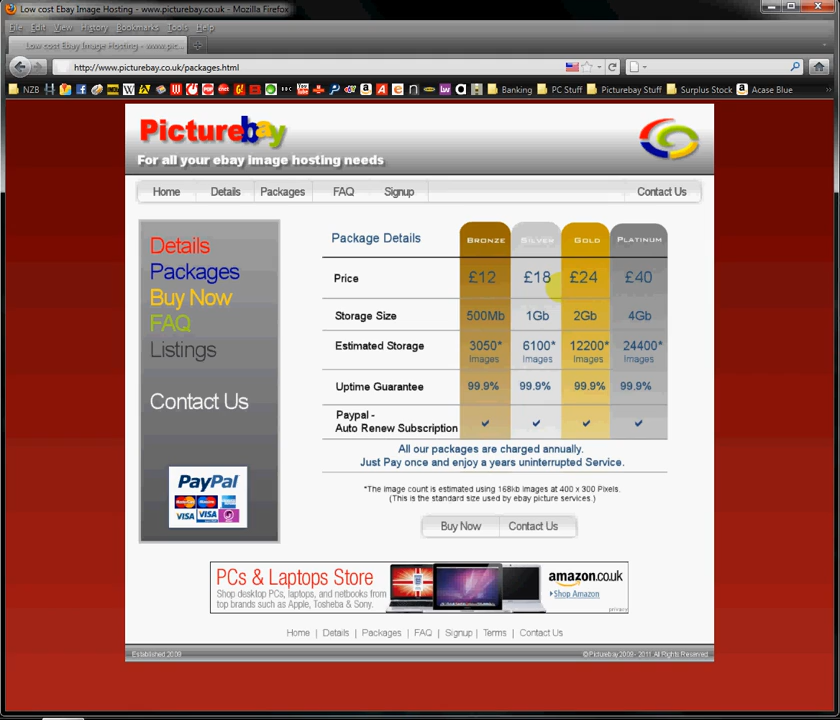 Low cost Ebay Image Hosting - www.picturebay.co.uk - Mozilla Firefox
File Edit View History Bookmarks Tools Help
Low cost Ebay Image Hosting - www.pic...
http://www.picturebay.co.uk/packages.html
NZB Banking PC Stuff Picturebay Stuff Surplus Stock Acase Blue
Picturebay
For all your ebay image hosting needs
Home Details Packages FAQ Signup Contact Us
Details
Packages
Buy Now
FAQ
Listings
Contact Us
PayPal
VISA VISA
Package Details BRONZE SILVER GOLD PLATINUM
Price £12 £18 £24 £40
Storage Size 500Mb 1Gb 2Gb 4Gb
Estimated Storage 3050* 6100* 12200* 24400*
Images Images Images Images
Uptime Guarantee 99.9% 99.9% 99.9% 99.9%
Paypal -
Auto Renew Subscription
All our packages are charged annually.
Just Pay once and enjoy a years uninterrupted Service.
*The image count is estimated using 168kb images at 400 x 300 Pixels.
(This is the standard size used by ebay picture services.)
Buy Now Contact Us
PCs & Laptops Store
Shop desktop PCs, laptops, and netbooks from
top brands such as Apple, Tosheba & Sony.
amazon.co.uk
Shop Amazon
privacy
Home | Details | Packages | FAQ | Signup | Terms | Contact Us
Established 2009 © Picturebay 2009 - 2011 All Rights Reserved